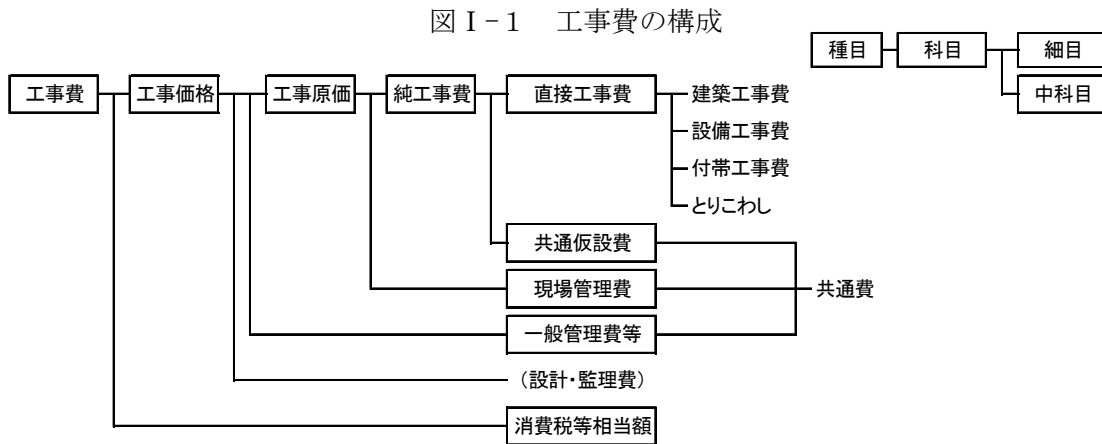 図Ⅰ-1 工事費の構成
種目 科目 細目
工事費 工事価格 工事原価 純工事費 直接工事費 建築工事費 中科目
設備工事費
付帯工事費
とりこわし
共通仮設費
現場管理費 共通費
一般管理費等
(設計・監理費)
消費税等相当額